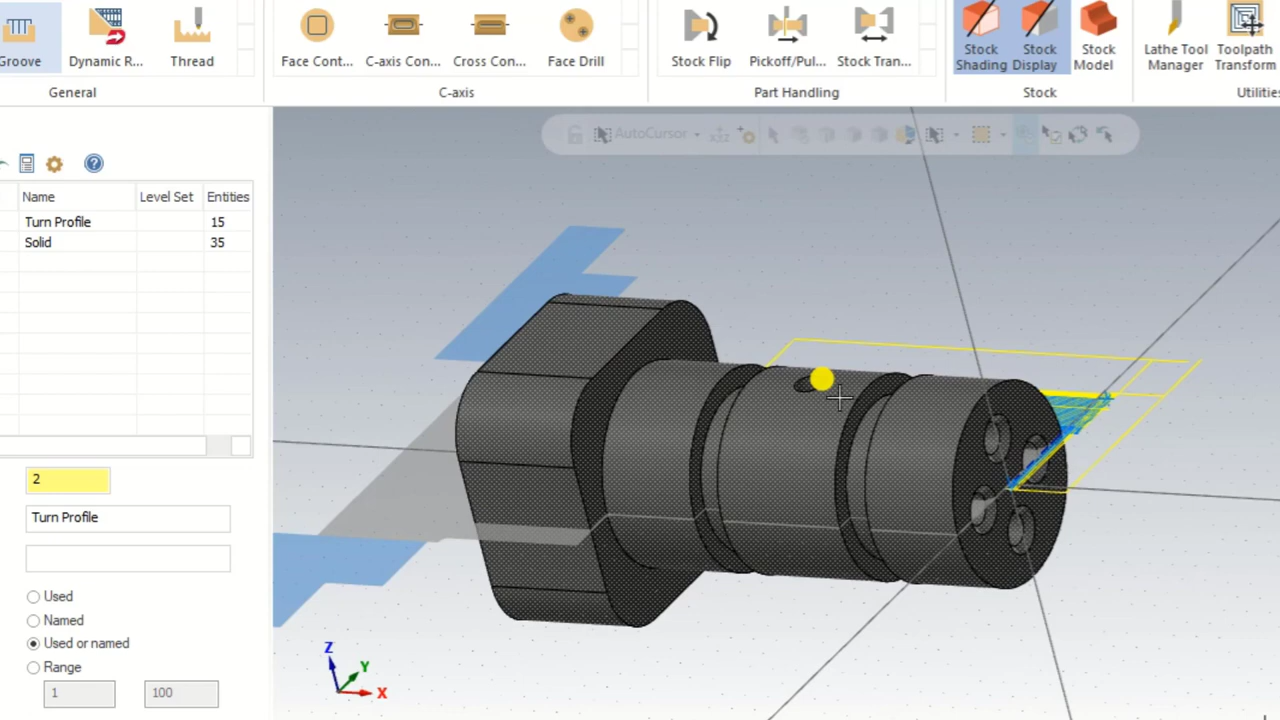 Groove
Dynamic R...
Thread
General
Face Cont...
C-axis Con...
Cross Con...
Face Drill
C-axis
Stock Flip
Pickoff/Pul...
Stock Tran...
Part Handling
Stock
Shading
Stock
Display
Stock
Model
Stock
Lathe Tool
Manager
Toolpath
Transform
Utilities
AutoCursor
Name
Level Set
Entities
Turn Profile
15
Solid
35
2
Turn Profile
Used
Named
Used or named
Range
1
100
Z
Y
X